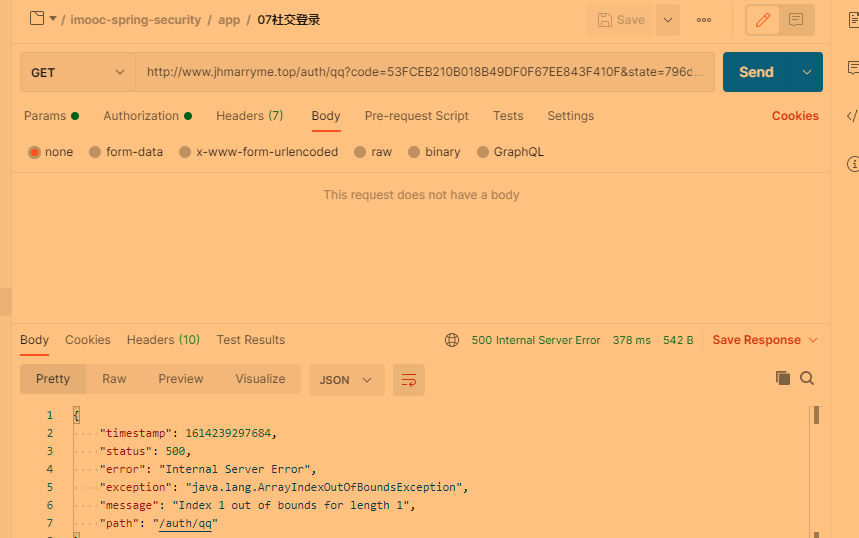 / imooc-spring-security / app / 07社交登录
Save
GET http://www.jhmarryme.top/auth/qq?code=53FCEB210B018B49DF0F67EE843F410F&state=796c... Send
Params Authorization Headers (7) Body Pre-request Script Tests Settings Cookies
none form-data x-www-form-urlencoded raw binary GraphQL
This request does not have a body
Body Cookies Headers (10) Test Results 500 Internal Server Error 378 ms 542 B Save Response
Pretty Raw Preview Visualize JSON
1 {
2 "timestamp": 1614239297684,
3 "status": 500,
4 "error": "Internal Server Error",
5 "exception": "java.lang.ArrayIndexOutOfBoundsException",
6 "message": "Index 1 out of bounds for length 1",
7 "path": "/auth/qq"